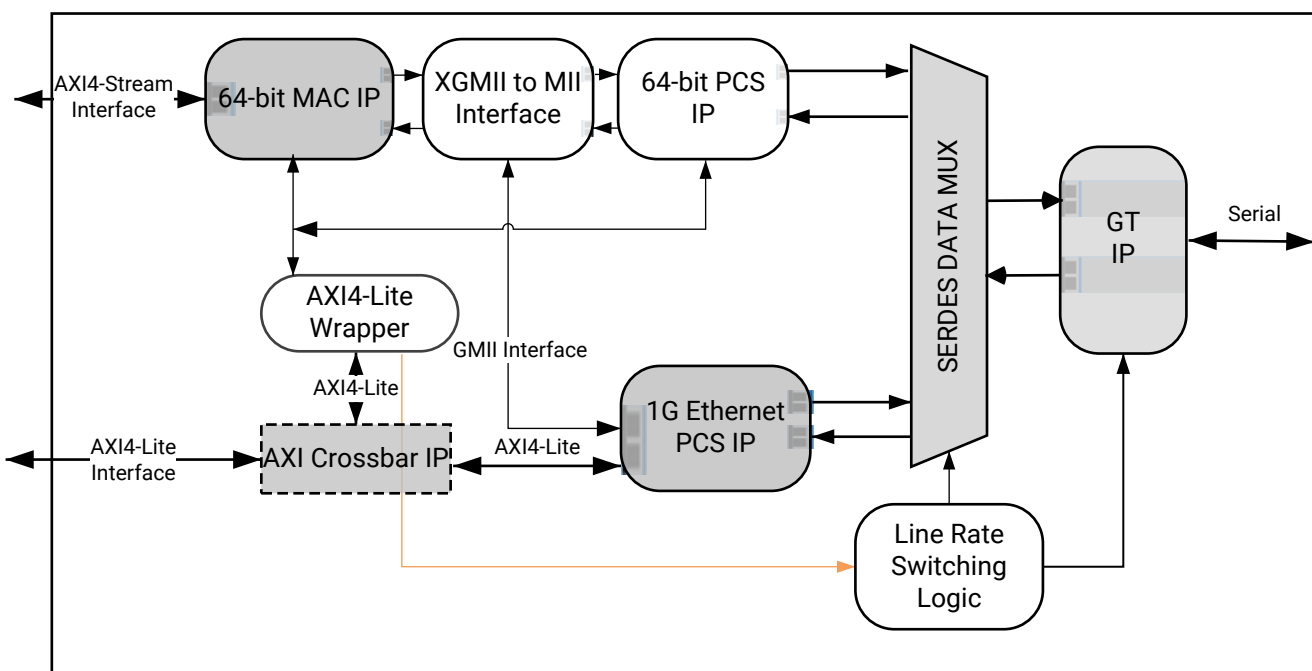 AXI4-Stream
Interface
64-bit MAC IP
XGMII to MII
Interface
64-bit PCS
IP
SERDES DATA MUX
GT
IP
Serial
AXI4-Lite
Wrapper
GMII Interface
AXI4-Lite
1G Ethernet
PCS IP
AXI4-Lite
Interface
AXI Crossbar IP
AXI4-Lite
Line Rate
Switching
Logic